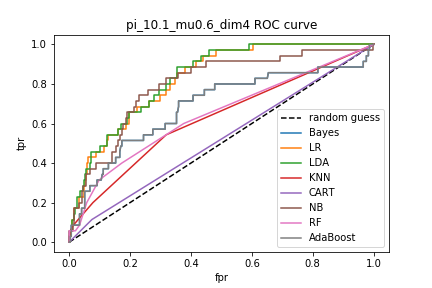 pi_10.1_mu0.6_dim4 ROC curve
tpr
1.0
0.8
0.6
0.4
0.2
0.0
random guess
Bayes
LR
LDA
KNN
CART
NB
RF
AdaBoost
0.0 0.2 0.4 0.6 0.8 1.0
fpr